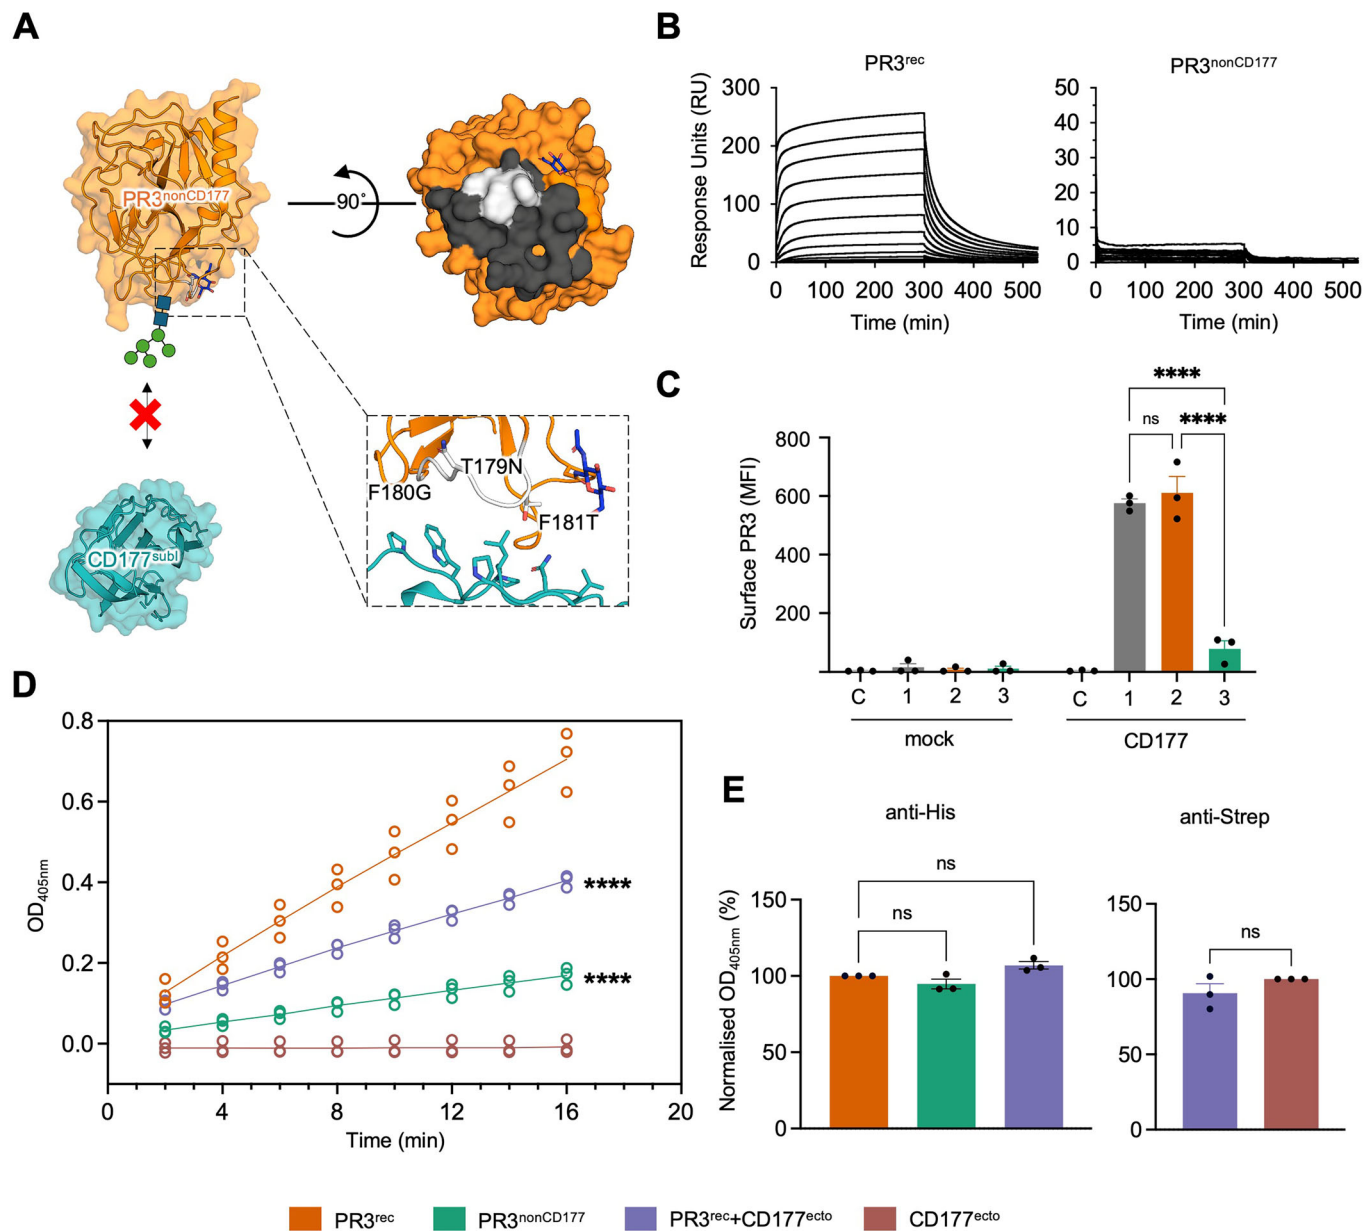 A
PR3nonCD177
90°
CD177subI
T179N
F180G
F181T
B
PR3rec
PR3nonCD177
Response Units (RU)
300
200
100
0
0 100 200 300 400 500
Time (min)
50
40
30
20
10
0
0 100 200 300 400 500
Time (min)
C
****
ns
****
Surface PR3 (MFI)
800
600
400
200
C 1 2 3
mock
C 1 2 3
CD177
D
OD405nm
0.8
0.6
0.4
0.2
0.0
****
****
0 4 8 12 16 20
Time (min)
E
anti-His
anti-Strep
Normalised OD405nm (%)
ns
ns
150
100
50
0
ns
150
100
50
0
PR3rec
PR3nonCD177
PR3rec+CD177ecto
CD177ecto